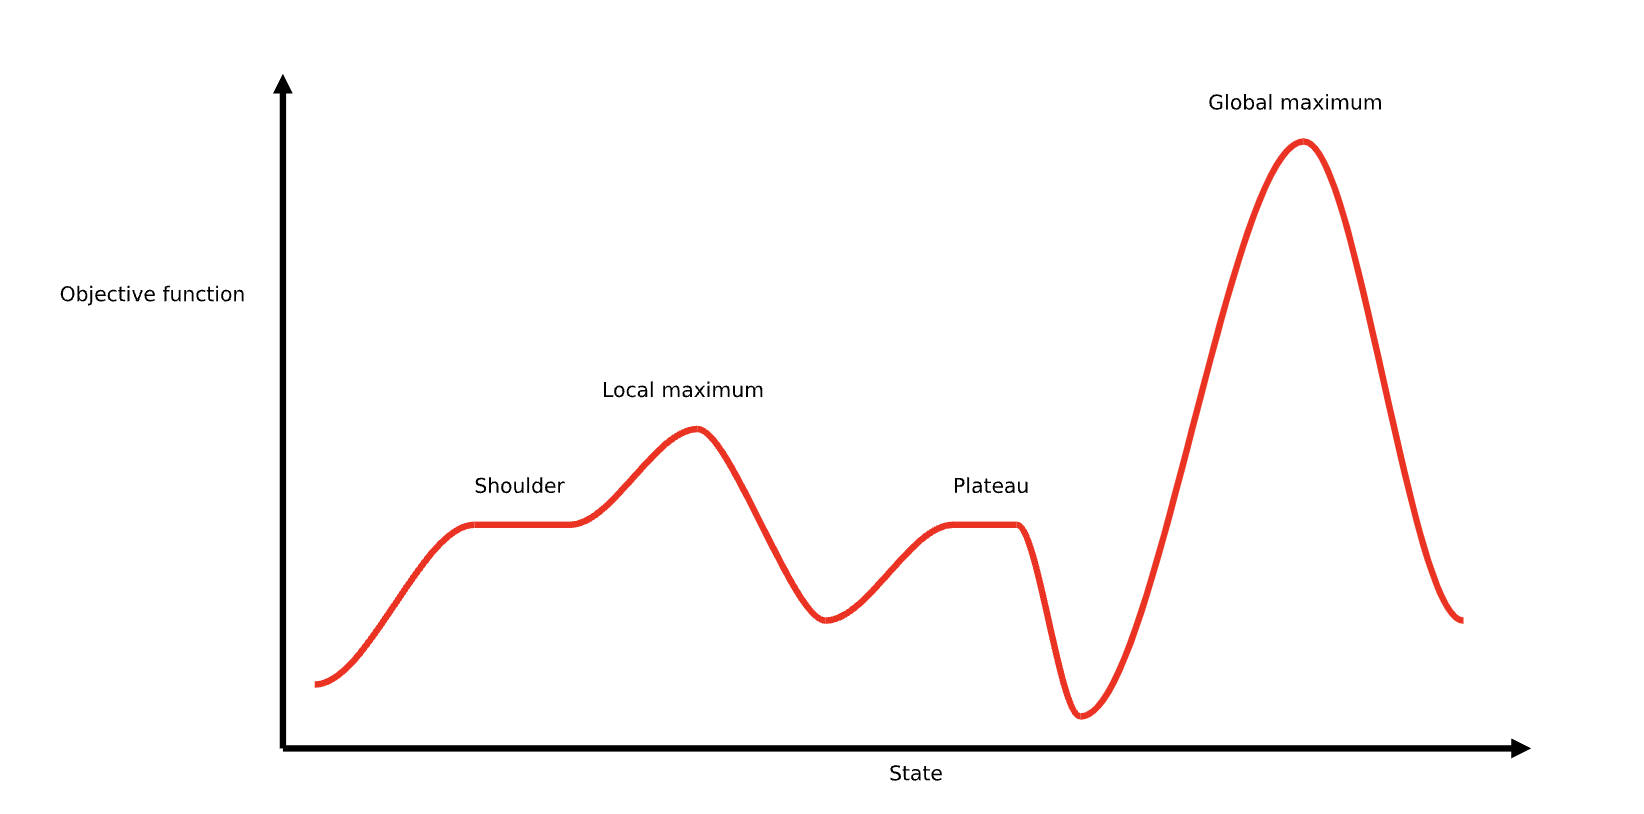 Global maximum
Objective function
Local maximum
Shoulder
Plateau
State